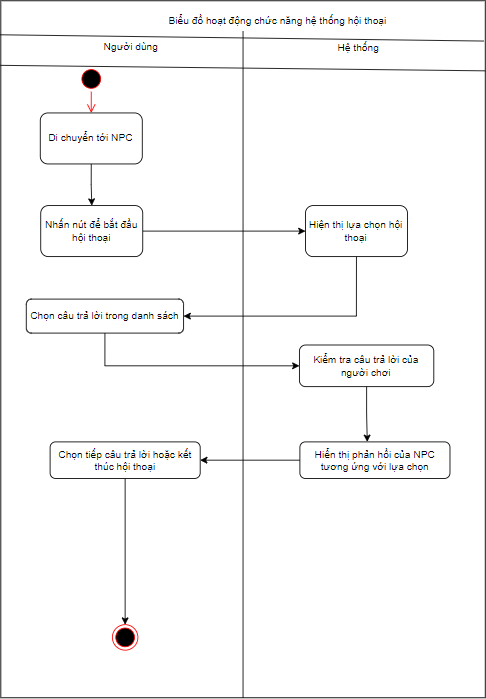 Biểu đồ hoạt động chức năng hệ thống hội thoại
Người dùng
Hệ thống
Di chuyển tới NPC
Nhấn nút để bắt đầu
hội thoại
Hiện thị lựa chọn hội
thoại
Chọn câu trả lời trong danh sách
Kiểm tra câu trả lời của
người chơi
Hiển thị phản hồi của NPC
tương ứng với lựa chọn
Chọn tiếp câu trả lời hoặc kết
thúc hội thoại